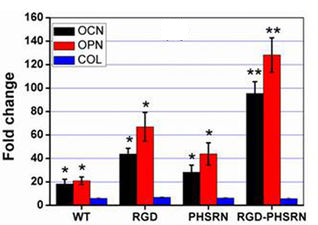 160
140
120
100
80
60
40
20
0
Fold change
OCN
OPN
COL
* * * * * * ** **
WT RGD PHSRN RGD-PHSRN